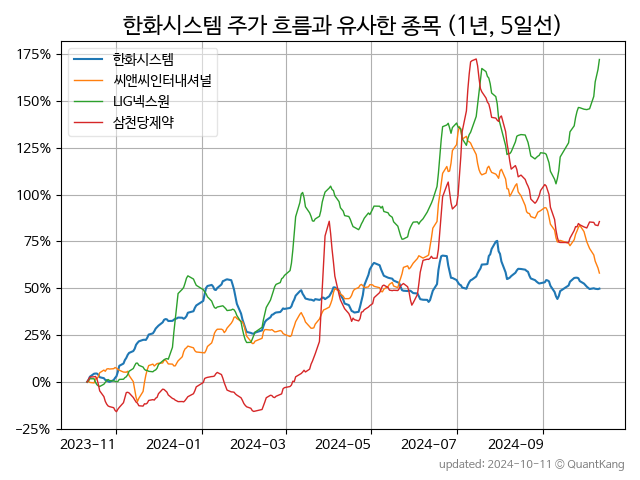 한화시스템 주가 흐름과 유사한 종목 (1년, 5일선)
175%
150%
125%
100%
75%
50%
25%
0%
−25%
한화시스템
씨앤씨인터내셔널
LIG넥스원
삼천당제약
2023-11
2024-01
2024-03
2024-05
2024-07
2024-09
updated: 2024-10-11 © QuantKang